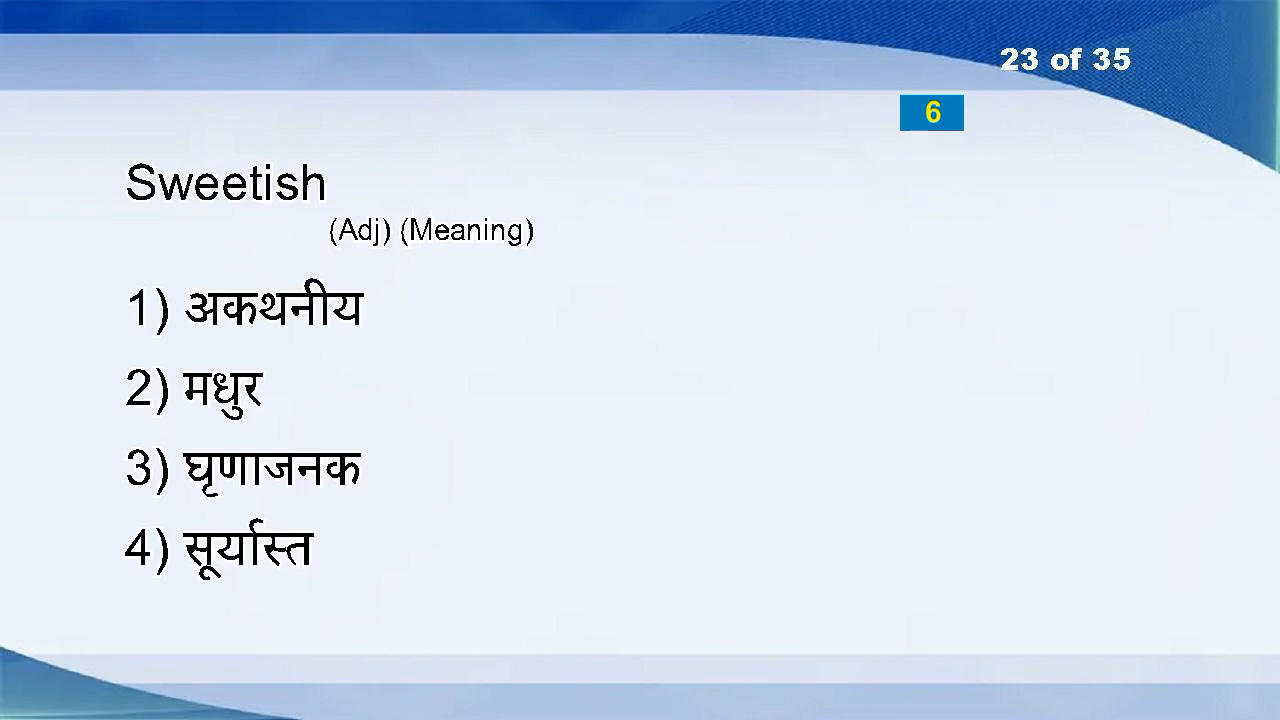 23 of 35
6
Sweetish
(Adj) (Meaning)
1) अकथनीय
2) मधुर
3) घृणाजनक
4) सूर्यास्त